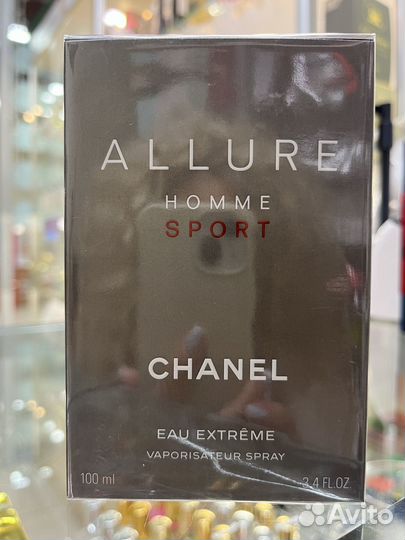 ALLURE
HOMME
SPORT
CHANEL
EAU EXTRÊME
VAPORISATEUR SPRAY
100 ml 3.4 FL.OZ.
Avito